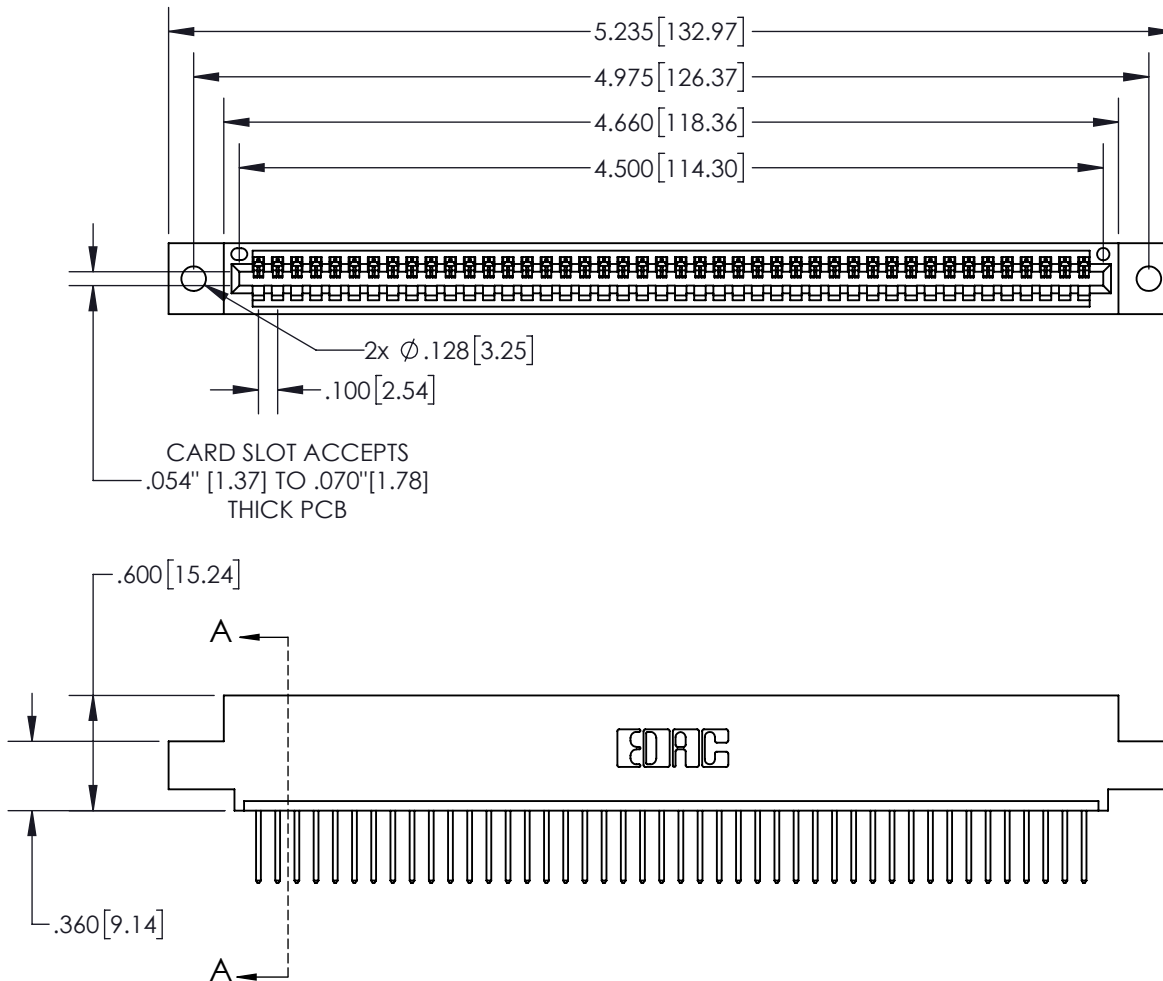 5.235[132.97]
4.975[126.37]
4.660[118.36]
4.500[114.30]
2x Ø.128[3.25]
.100[2.54]
CARD SLOT ACCEPTS
.054" [1.37] TO .070"[1.78]
THICK PCB
.600[15.24]
A
EDAC
.360[9.14]
A